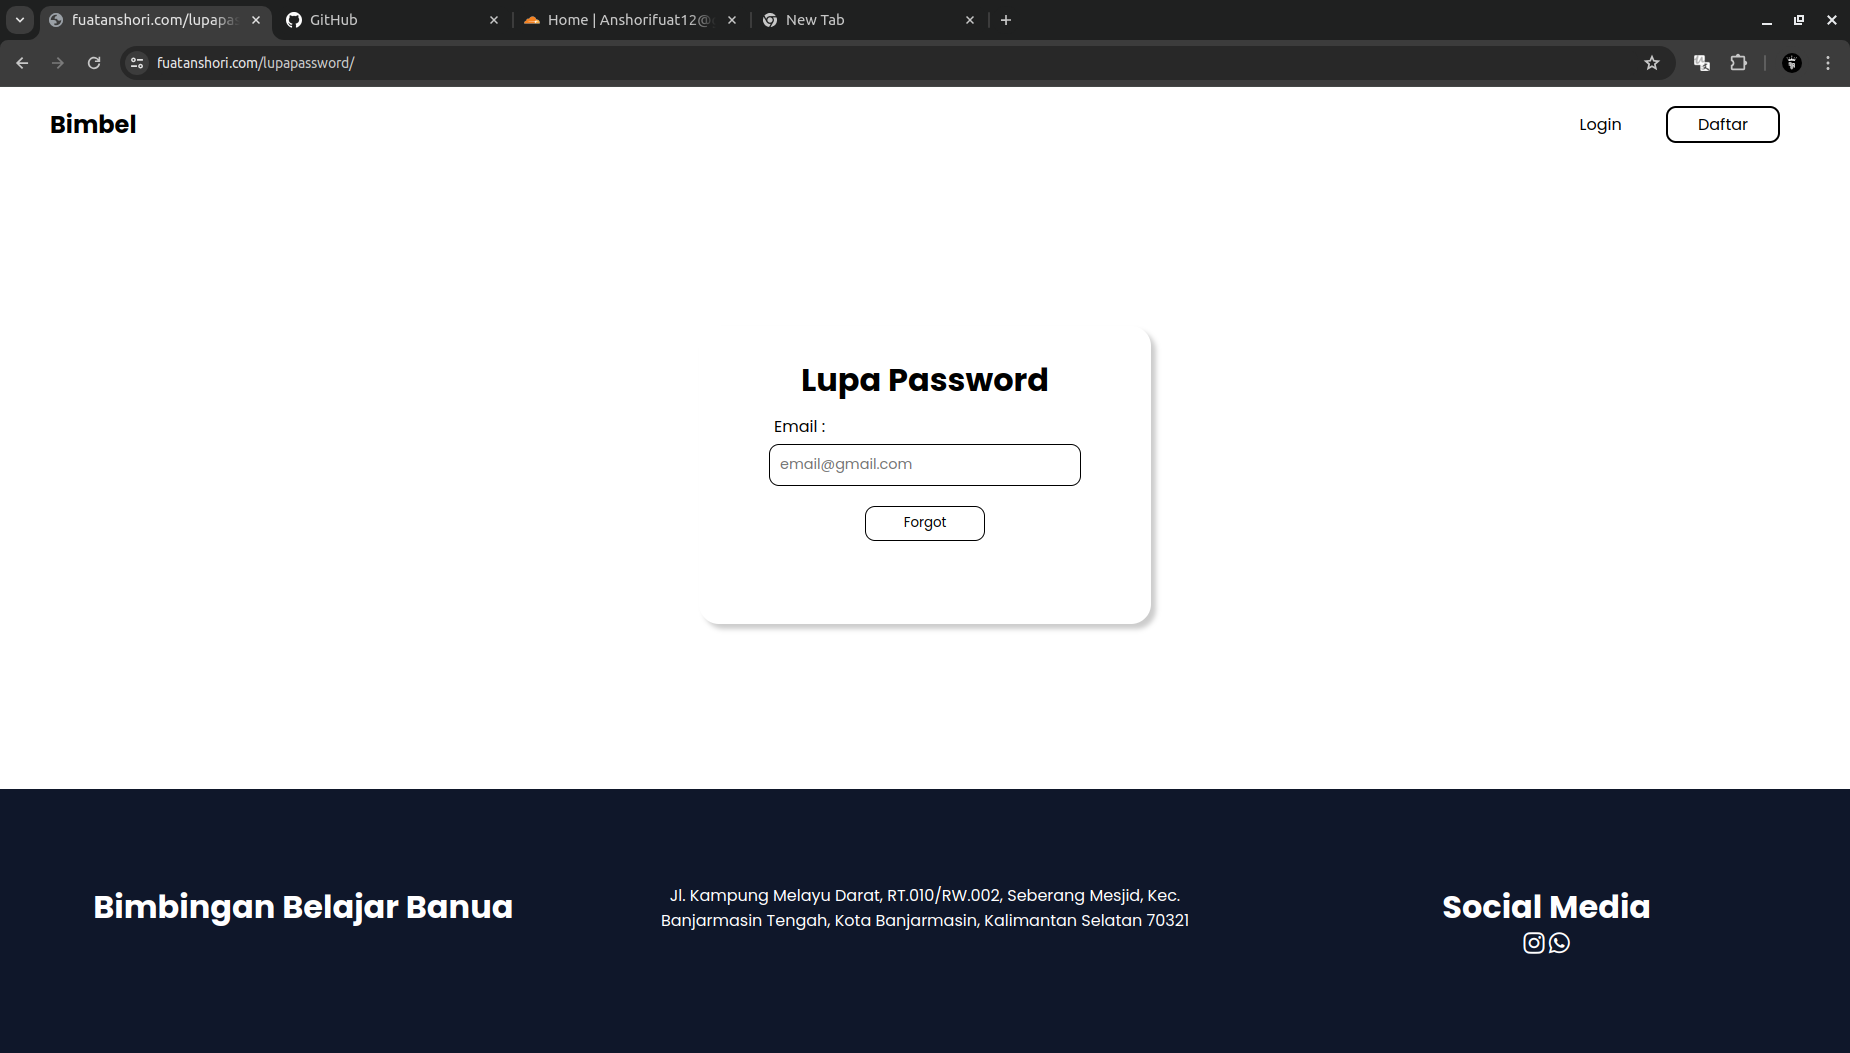 fuatanshori.com/lupapas
GitHub
Home | Anshorifuat12@
New Tab
fuatanshori.com/lupapassword/
Bimbel
Login
Daftar
Lupa Password
Email :
email@gmail.com
Forgot
Bimbingan Belajar Banua
Jl. Kampung Melayu Darat, RT.010/RW.002, Seberang Mesjid, Kec.
Banjarmasin Tengah, Kota Banjarmasin, Kalimantan Selatan 70321
Social Media